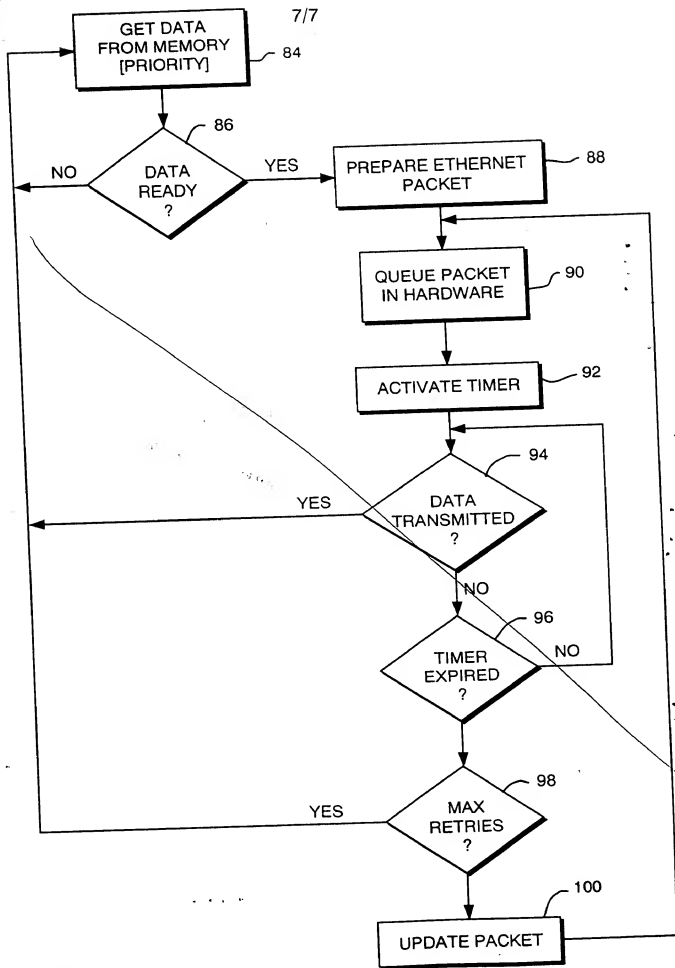 7/7
GET DATA
FROM MEMORY
[PRIORITY]
84
86
DATA
READY
?
NO
YES
PREPARE ETHERNET
PACKET
88
QUEUE PACKET
IN HARDWARE
90
ACTIVATE TIMER
92
94
DATA
TRANSMITTED
?
YES
NO
96
TIMER
EXPIRED
?
NO
98
MAX
RETRIES
?
YES
100
UPDATE PACKET